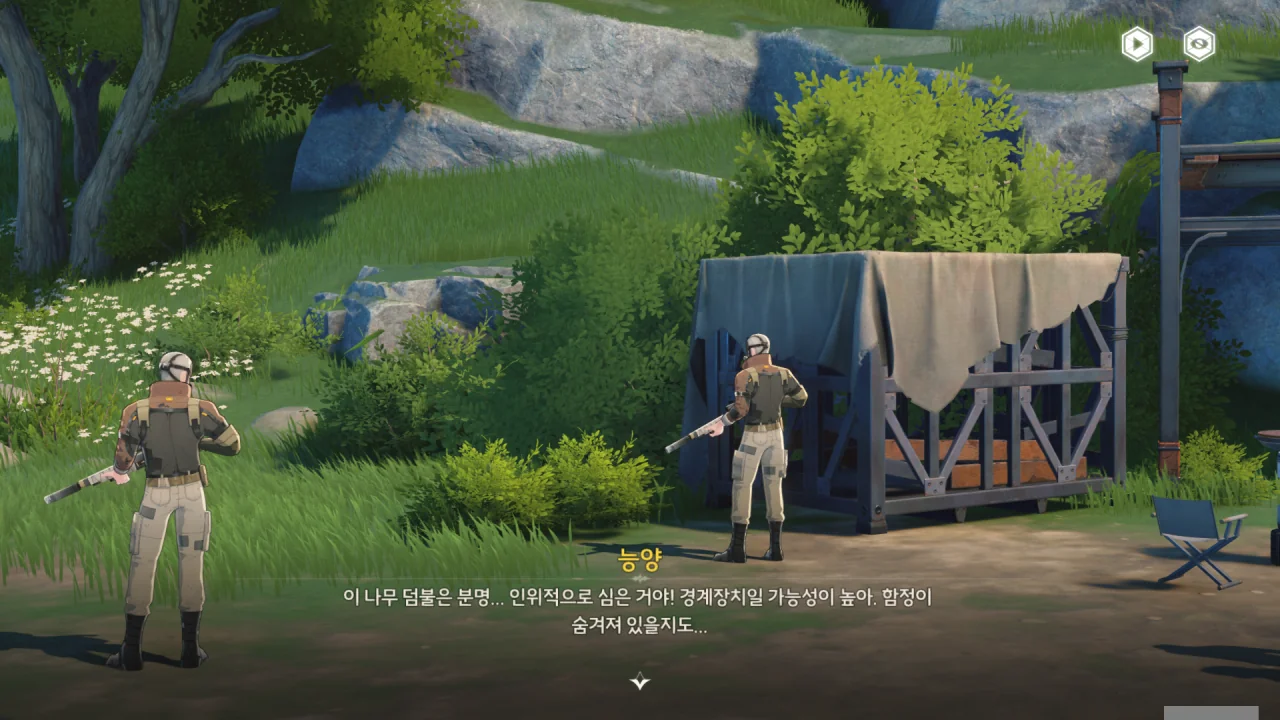 능양
이 나무 덤불은 분명... 인위적으로 심은 거야! 경계장치일 가능성이 높아. 함정이
숨겨져 있을지도...